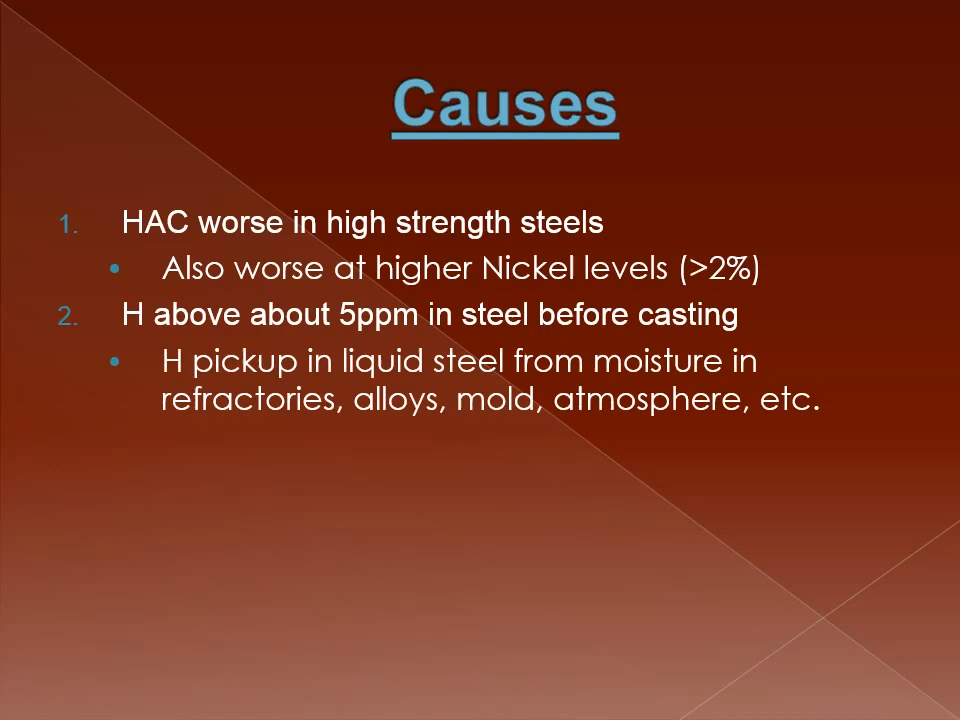 Causes
1. HAC worse in high strength steels
• Also worse at higher Nickel levels (>2%)
2. H above about 5ppm in steel before casting
• H pickup in liquid steel from moisture in
refractories, alloys, mold, atmosphere, etc.